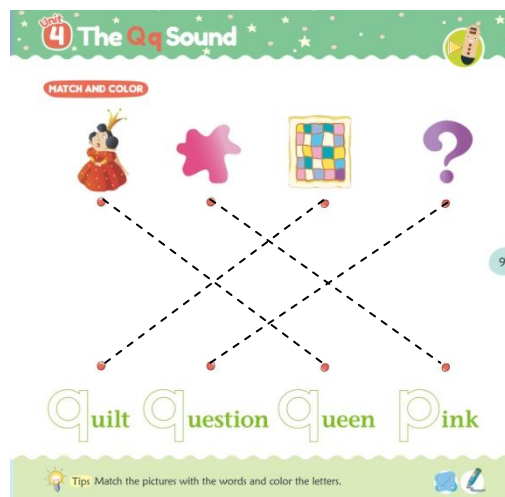 Unit 4 The Qq Sound
MATCH AND COLOR
9
quilt question queen pink
Tips Match the pictures with the words and color the letters.